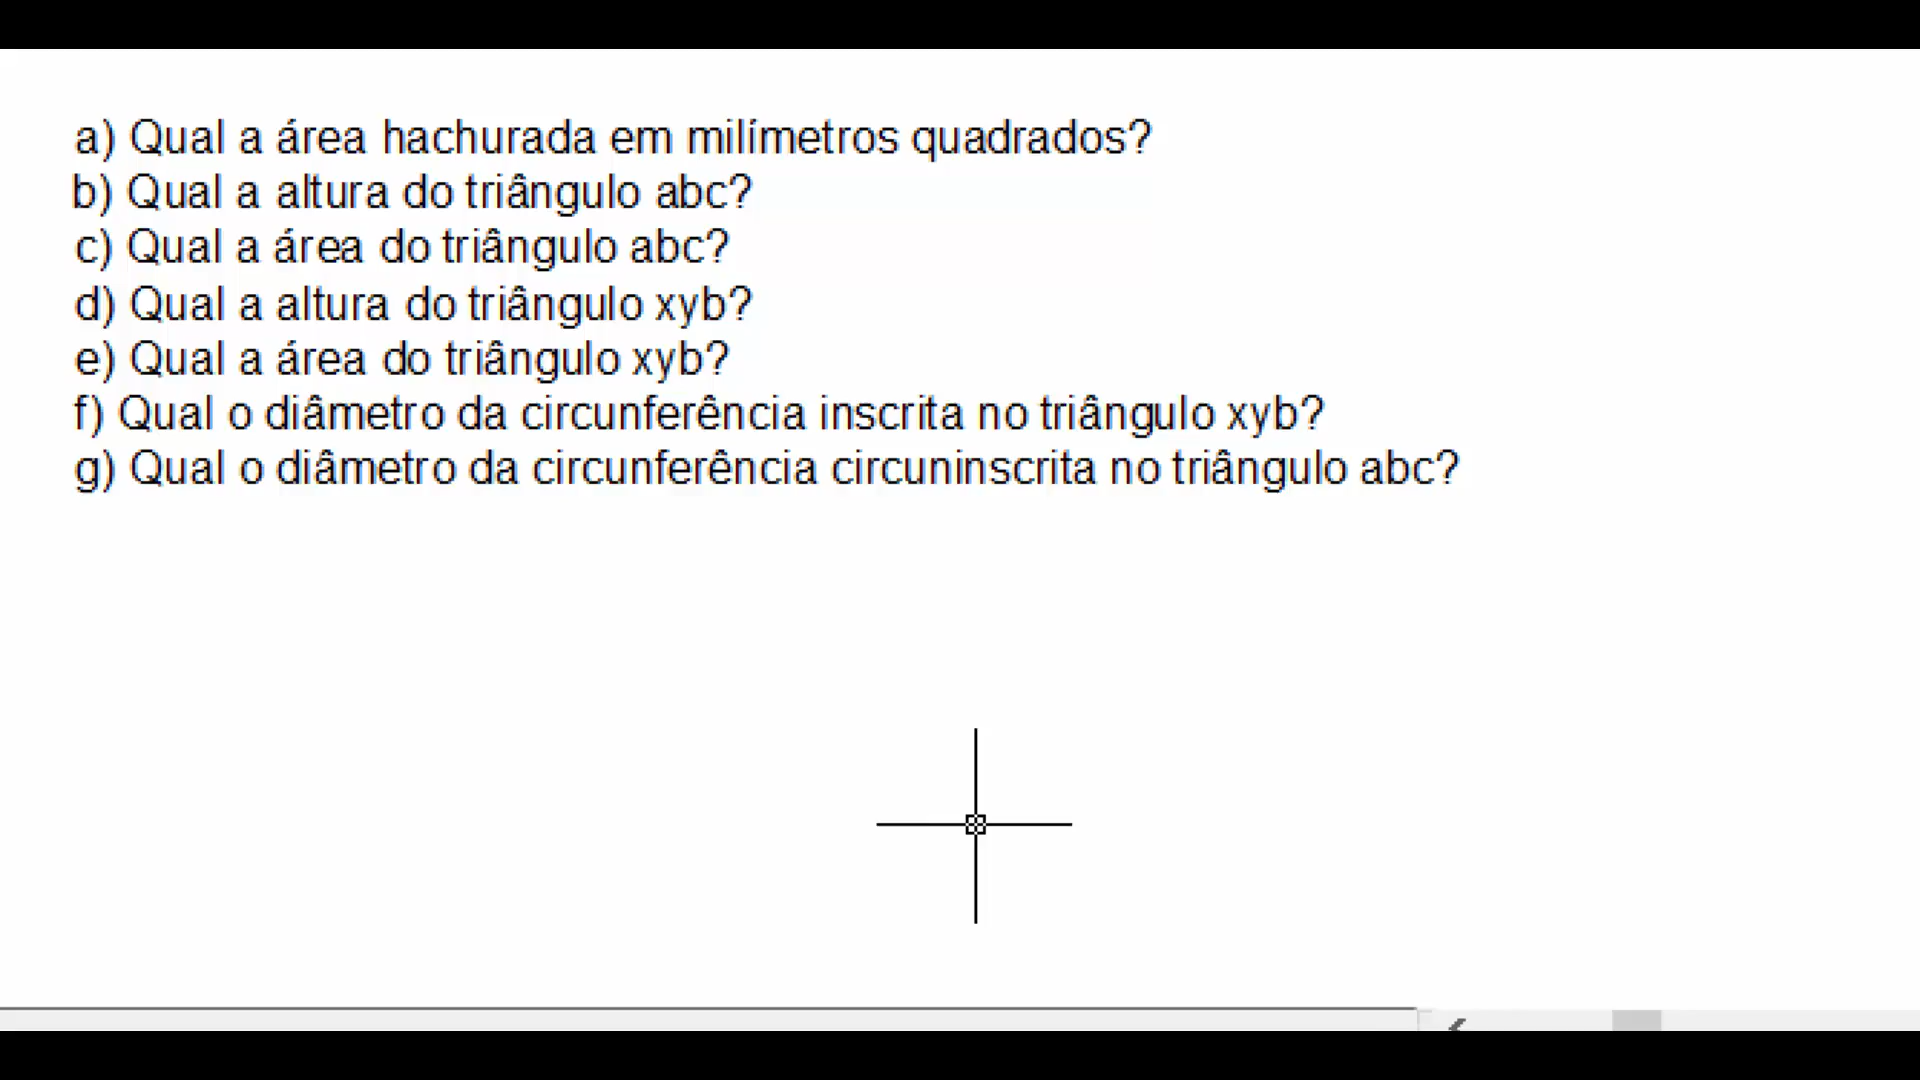 a) Qual a área hachurada em milímetros quadrados?
b) Qual a altura do triângulo abc?
c) Qual a área do triângulo abc?
d) Qual a altura do triângulo xyb?
e) Qual a área do triângulo xyb?
f) Qual o diâmetro da circunferência inscrita no triângulo xyb?
g) Qual o diâmetro da circunferência circuninscrita no triângulo abc?